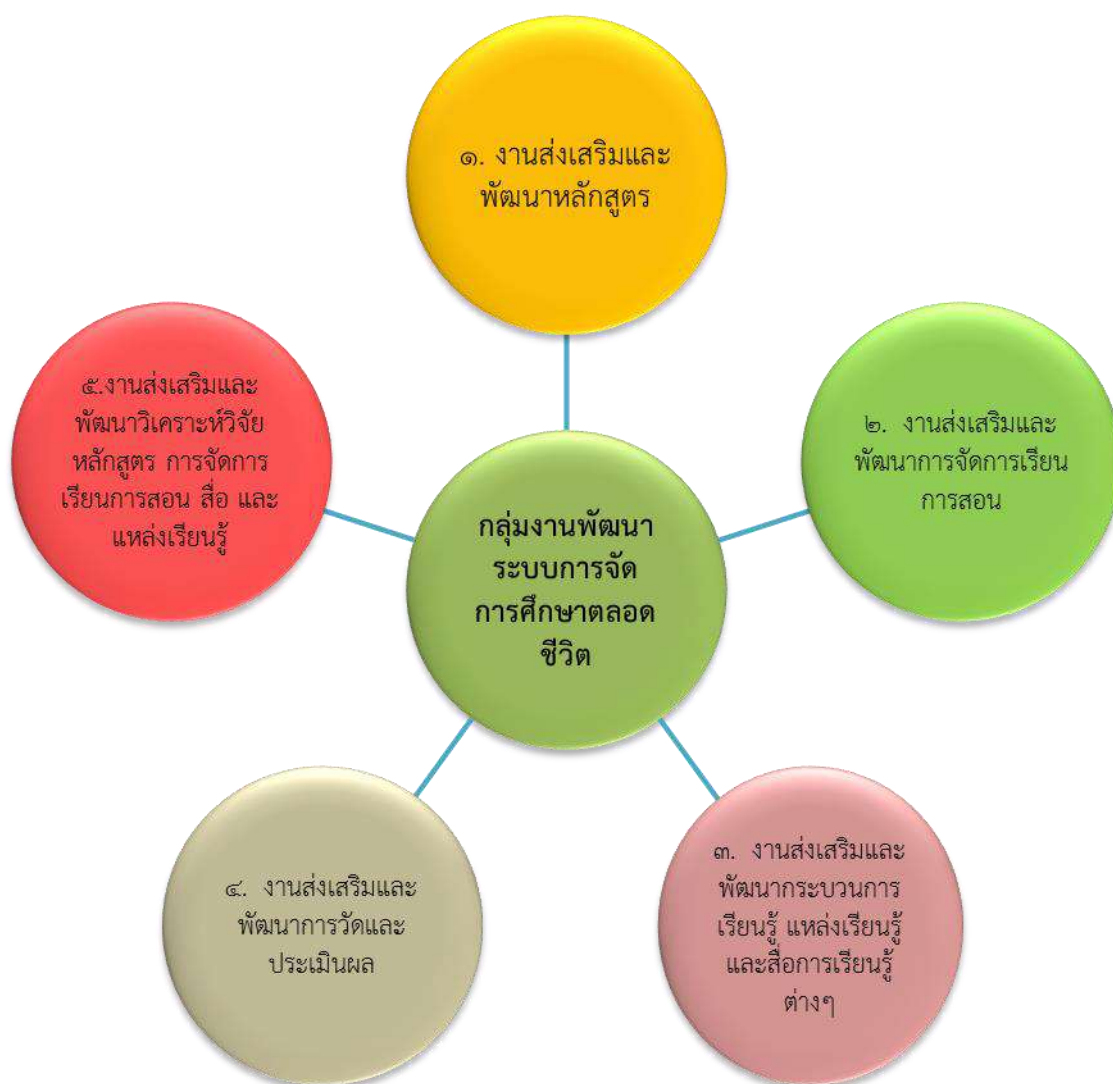 ๑. งานส่งเสริมและ
พัฒนาหลักสูตร
๒. งานส่งเสริมและ
พัฒนาการจัดการเรียน
การสอน
๓. งานส่งเสริมและ
พัฒนากระบวนการ
เรียนรู้ แหล่งเรียนรู้
และสื่อการเรียนรู้
ต่างๆ
๔. งานส่งเสริมและ
พัฒนาการวัดและ
ประเมินผล
๕.งานส่งเสริมและ
พัฒนาวิเคราะห์วิจัย
หลักสูตร การจัดการ
เรียนการสอน สื่อ และ
แหล่งเรียนรู้
กลุ่มงานพัฒนา
ระบบการจัด
การศึกษาตลอด
ชีวิต